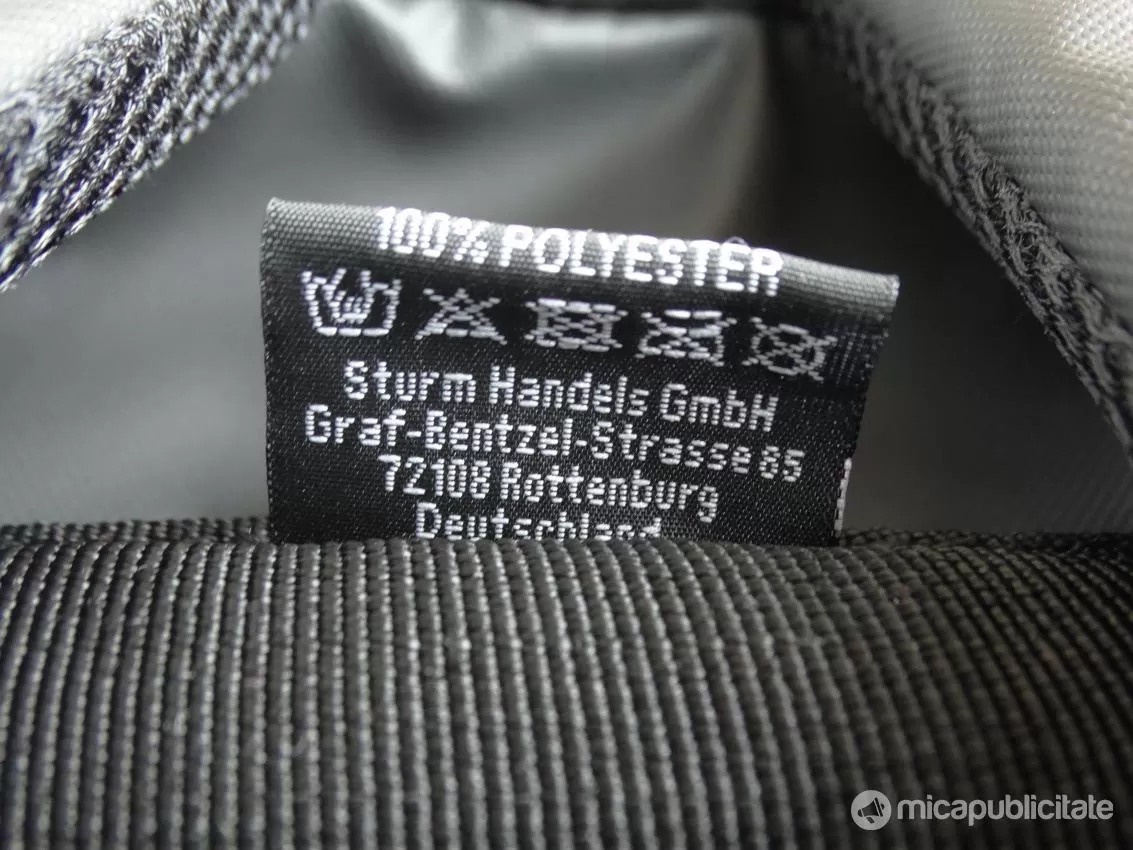 100% POLYESTER
Sturm Handels GmbH
Graf-Bentzel-Strasse 85
72108 Rottenburg
Deutschland
micapublicitate